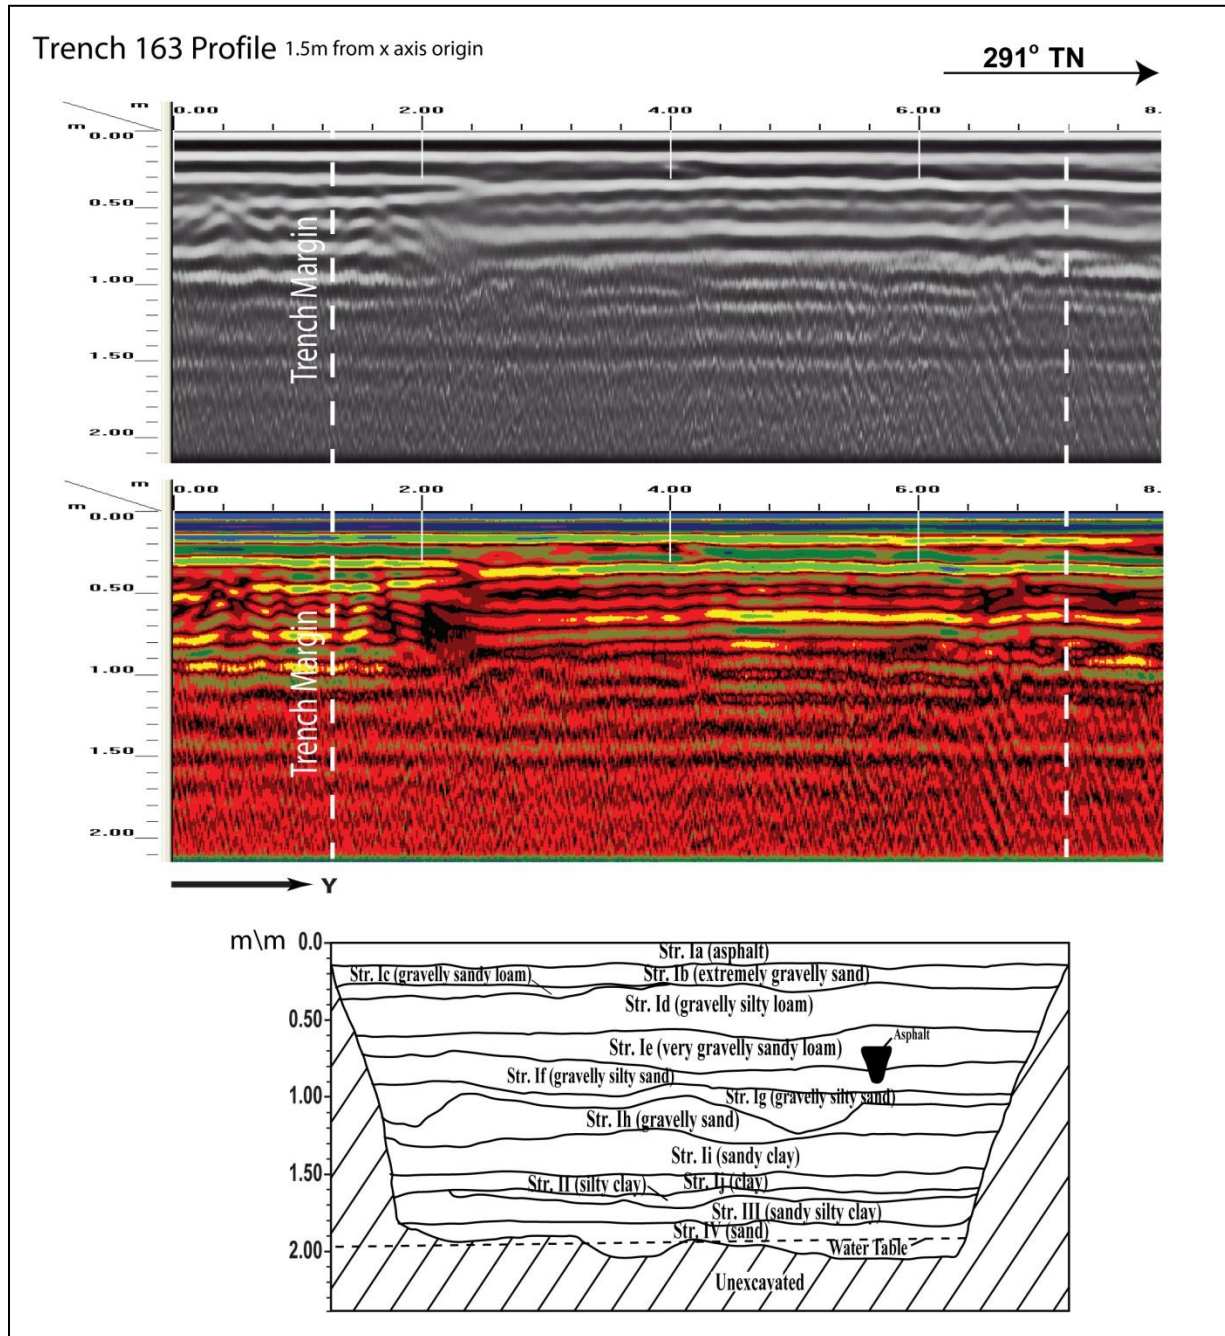 Trench 163 Profile 1.5m from x axis origin
291° TN
m 0.00 2.00 4.00 6.00 8.
m
0.00
0.50
1.00
1.50
2.00
Trench Margin
m 0.00 2.00 4.00 6.00 8.
m
0.00
0.50
1.00
1.50
2.00
Trench Margin
Y
m\m 0.0
Str. Ia (asphalt)
Str. Ic (gravelly sandy loam)
Str. Ib (extremely gravelly sand)
Str. Id (gravelly silty loam)
0.50
Asphalt
Str. Ie (very gravelly sandy loam)
Str. If (gravelly silty sand)
1.00
Str. Ig (gravelly silty sand)
Str. Ih (gravelly sand)
Str. Ii (sandy clay)
1.50
Str. II (silty clay)
Str. Ij (clay)
Str. III (sandy silty clay)
Str. IV (sand)
2.00
Water Table
Unexcavated